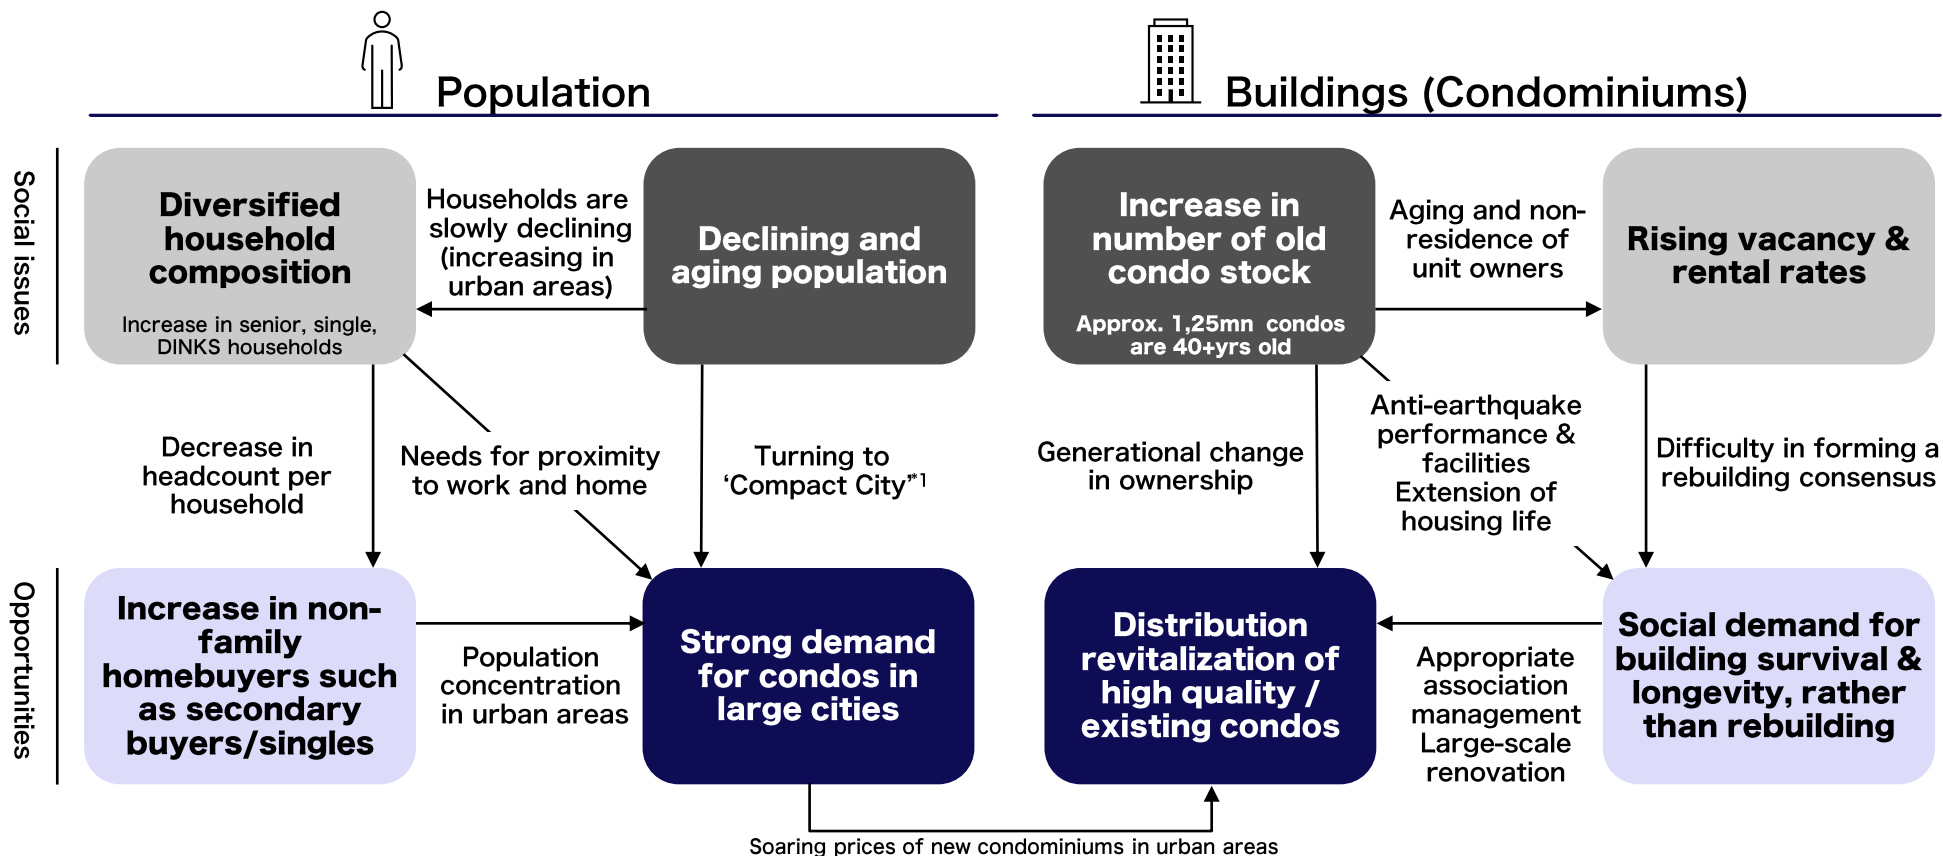 Population
Buildings (Condominiums)
Social issues
Diversified
household
composition
Increase in senior, single,
DINKS households
Households are
slowly declining
(increasing in
urban areas)
Declining and
aging population
Increase in
number of old
condo stock
Approx. 1,25mn condos
are 40+yrs old
Aging and non-
residence of
unit owners
Rising vacancy &
rental rates
Decrease in
headcount per
household
Needs for proximity
to work and home
Turning to
‘Compact City’*1
Generational change
in ownership
Anti-earthquake
performance &
facilities
Extension of
housing life
Difficulty in forming a
rebuilding consensus
Opportunities
Increase in non-
family
homebuyers such
as secondary
buyers/singles
Population
concentration
in urban areas
Strong demand
for condos in
large cities
Distribution
revitalization of
high quality /
existing condos
Appropriate
association
management
Large-scale
renovation
Social demand for
building survival &
longevity, rather
than rebuilding
Soaring prices of new condominiums in urban areas